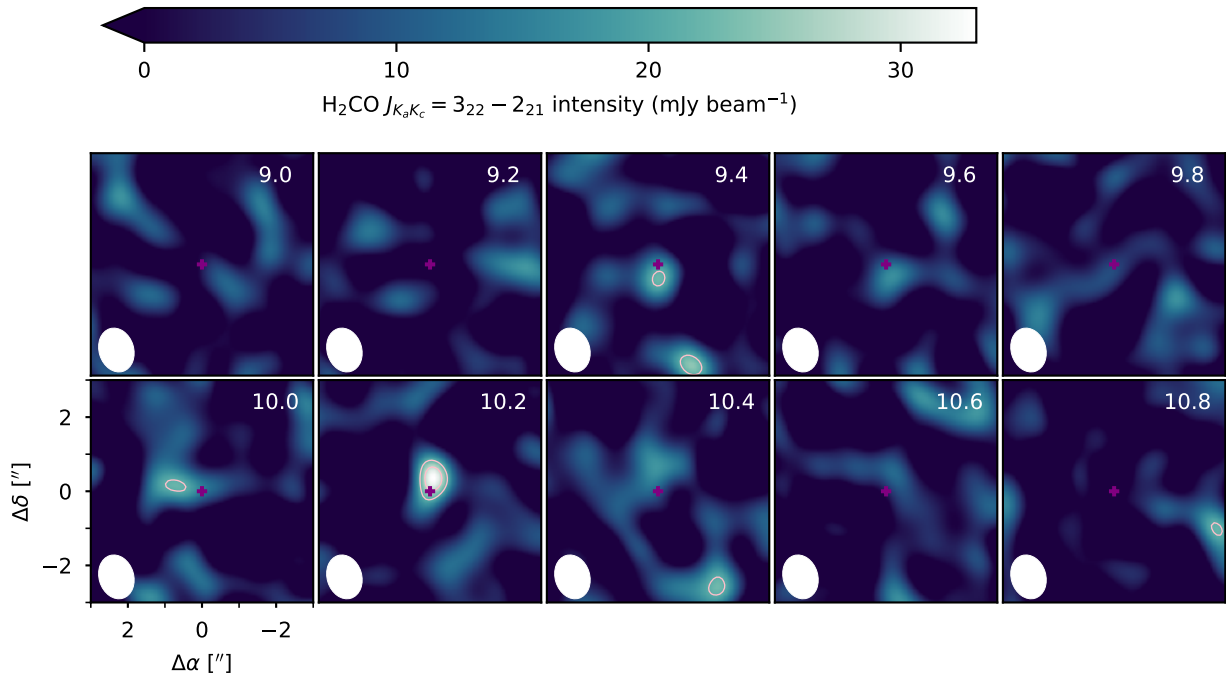 0 10 20 30
H₂CO J_{K_aK_c} = 3₂₂ − 2₂₁ intensity (mJy beam⁻¹)
9.0 9.2 9.4 9.6 9.8
10.0 10.2 10.4 10.6 10.8
2
0
−2
Δδ [″]
2 0 −2
Δα [″]